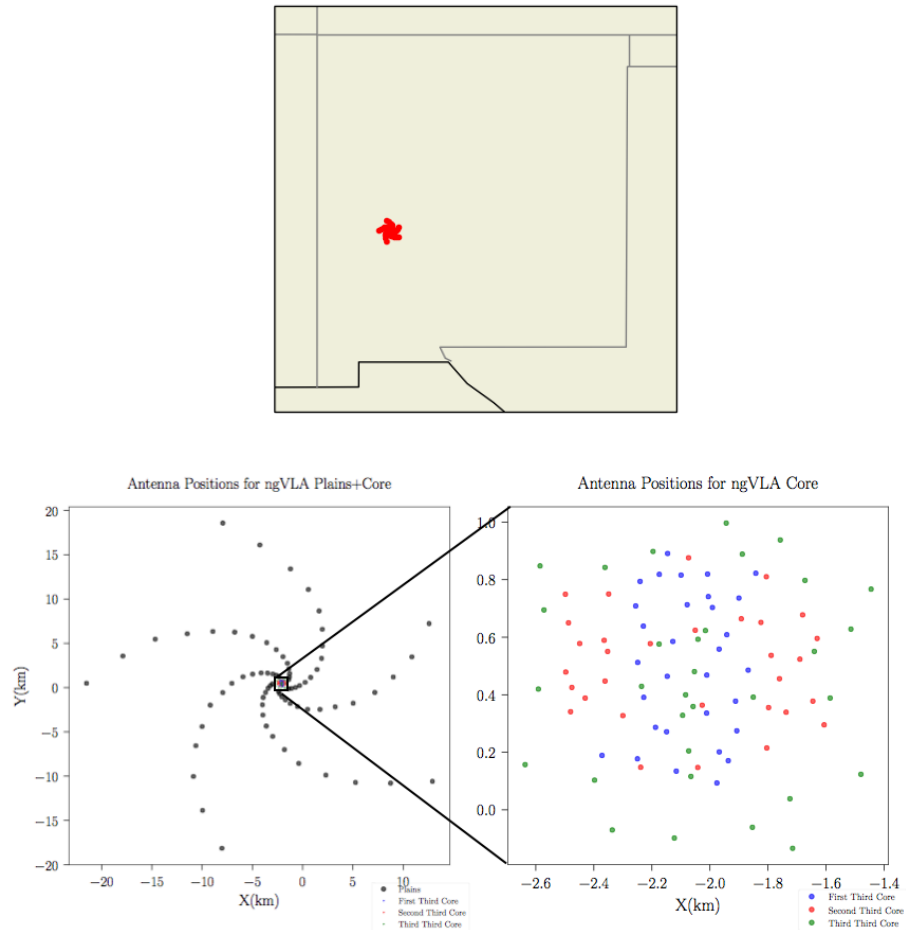 Antenna Positions for ngVLA Plains+Core
20
15
10
5
0
−5
−10
−15
−20
Y(km)
−20
−15
−10
−5
0
5
10
X(km)
Plains
First Third Core
Second Third Core
Third Third Core
Antenna Positions for ngVLA Core
1.0
0.8
0.6
0.4
0.2
0.0
−2.6
−2.4
−2.2
−2.0
−1.8
−1.6
−1.4
X(km)
First Third Core
Second Third Core
Third Third Core